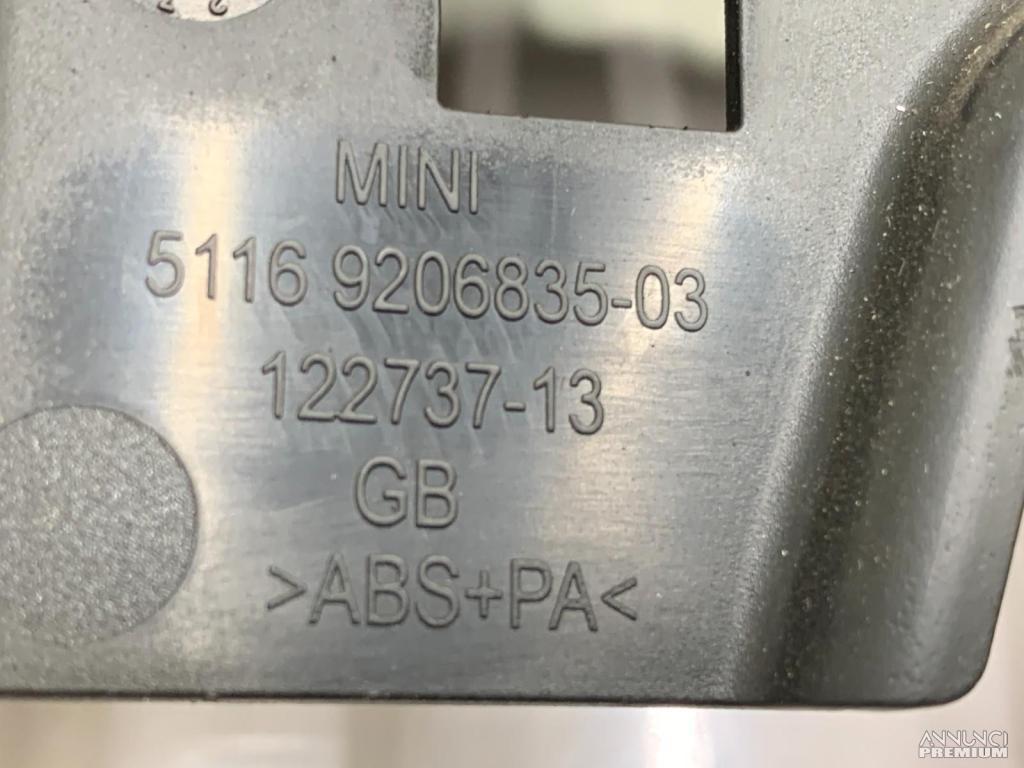 MINI
5116 9206835-03
122737-13
GB
>ABS+PA<
ANNUNCI
PREMIUM